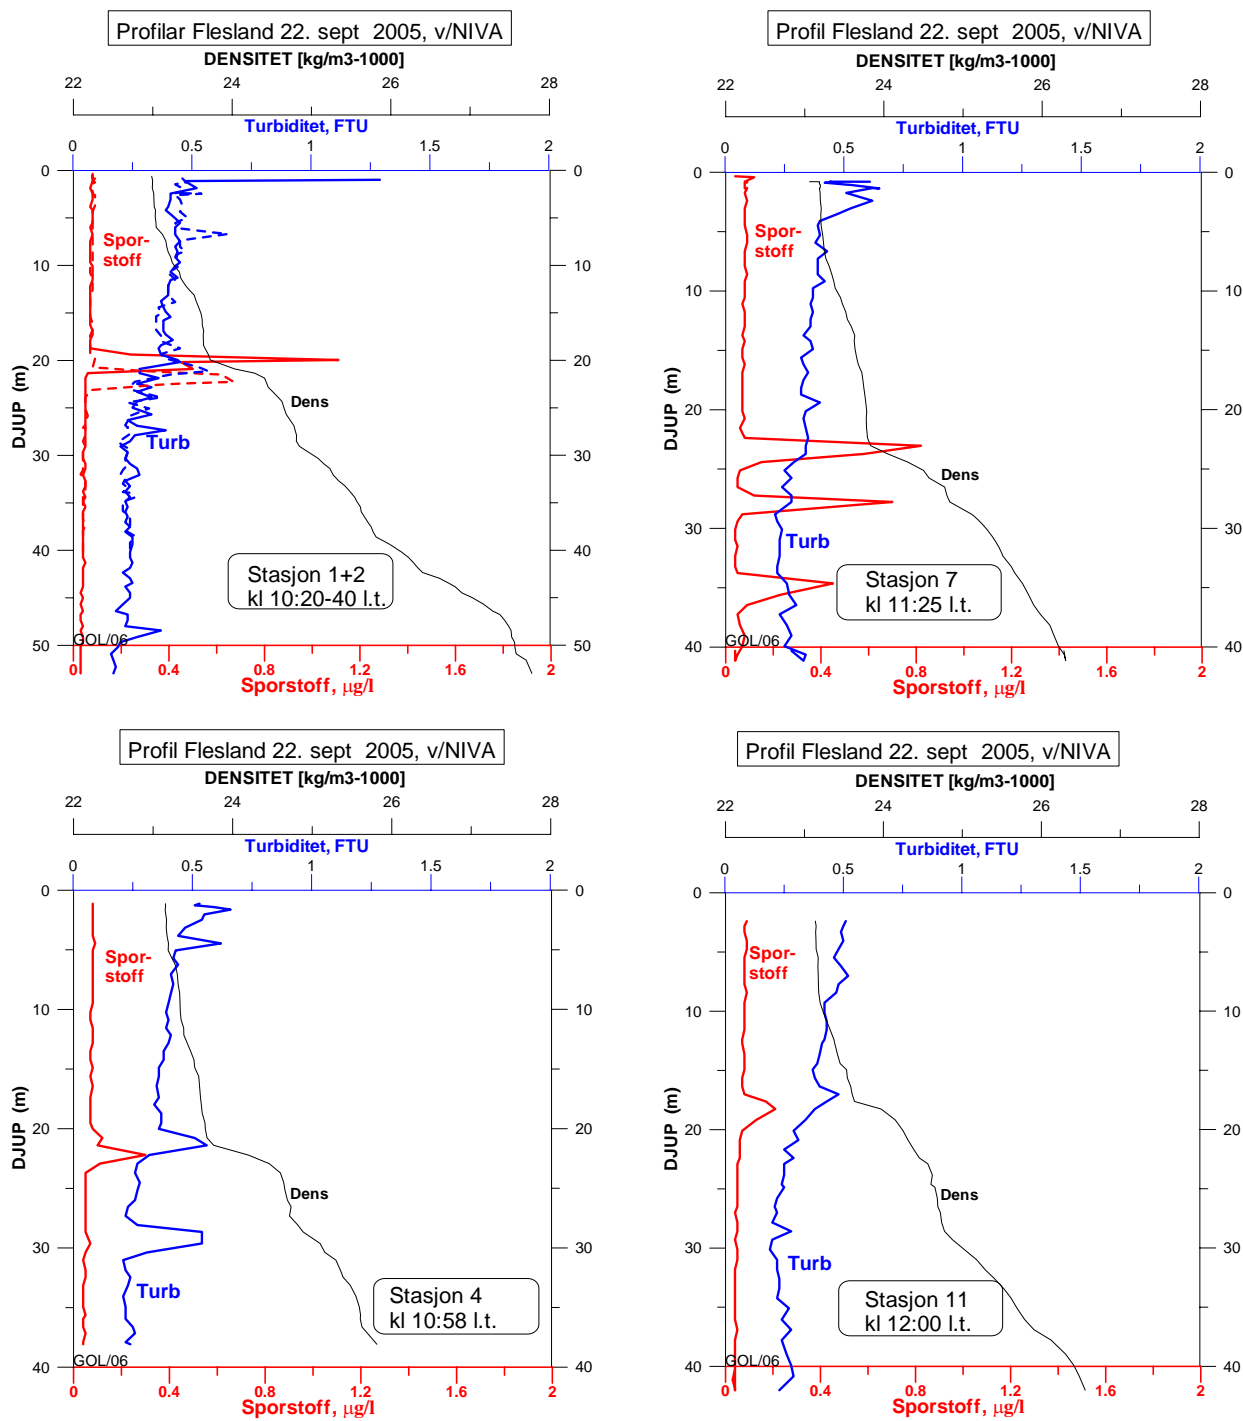 Profilar Flesland 22. sept 2005, v/NIVA
DENSITET [kg/m3-1000]
22 24 26 28
Turbiditet, FTU
0 0.5 1 1.5 2
0 0
10 10
20 20
30 30
40 40
50 50
DJUP (m)
Spor-
stoff
Dens
Turb
Stasjon 1+2
kl 10:20-40 l.t.
GOL/06
0 0.4 0.8 1.2 1.6 2
Sporstoff, µg/l
Profil Flesland 22. sept 2005, v/NIVA
DENSITET [kg/m3-1000]
22 24 26 28
Turbiditet, FTU
0 0.5 1 1.5 2
0 0
10 10
20 20
30 30
40 40
DJUP (m)
Spor-
stoff
Dens
Turb
Stasjon 7
kl 11:25 l.t.
GOL/06
0 0.4 0.8 1.2 1.6 2
Sporstoff, µg/l
Profil Flesland 22. sept 2005, v/NIVA
DENSITET [kg/m3-1000]
22 24 26 28
Turbiditet, FTU
0 0.5 1 1.5 2
0 0
10 10
20 20
30 30
40 40
DJUP (m)
Spor-
stoff
Dens
Turb
Stasjon 4
kl 10:58 l.t.
GOL/06
0 0.4 0.8 1.2 1.6 2
Sporstoff, µg/l
Profil Flesland 22. sept 2005, v/NIVA
DENSITET [kg/m3-1000]
22 24 26 28
Turbiditet, FTU
0 0.5 1 1.5 2
0 0
10 10
20 20
30 30
40 40
DJUP (m)
Spor-
stoff
Dens
Turb
Stasjon 11
kl 12:00 l.t.
GOL/06
0 0.4 0.8 1.2 1.6 2
Sporstoff, µg/l